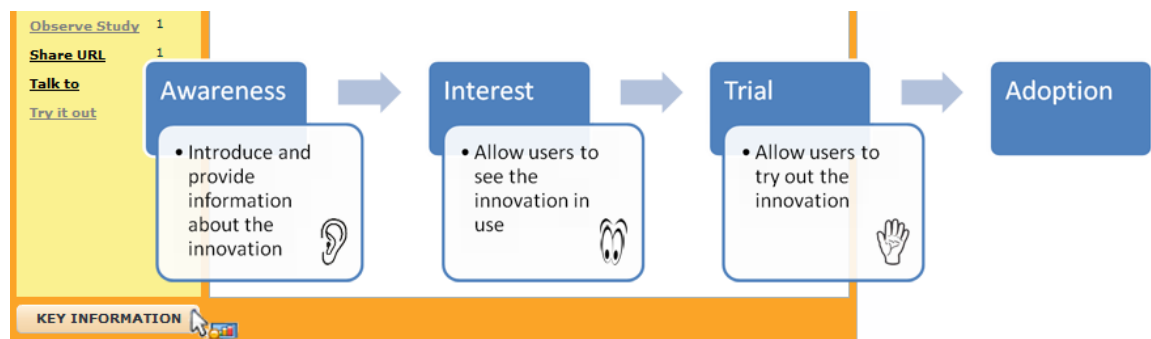 Observe Study 1
Share URL 1
Talk to
Try it out
Awareness
• Introduce and
provide
information
about the
innovation
Interest
• Allow users to
see the
innovation in
use
Trial
• Allow users to
try out the
innovation
Adoption
KEY INFORMATION